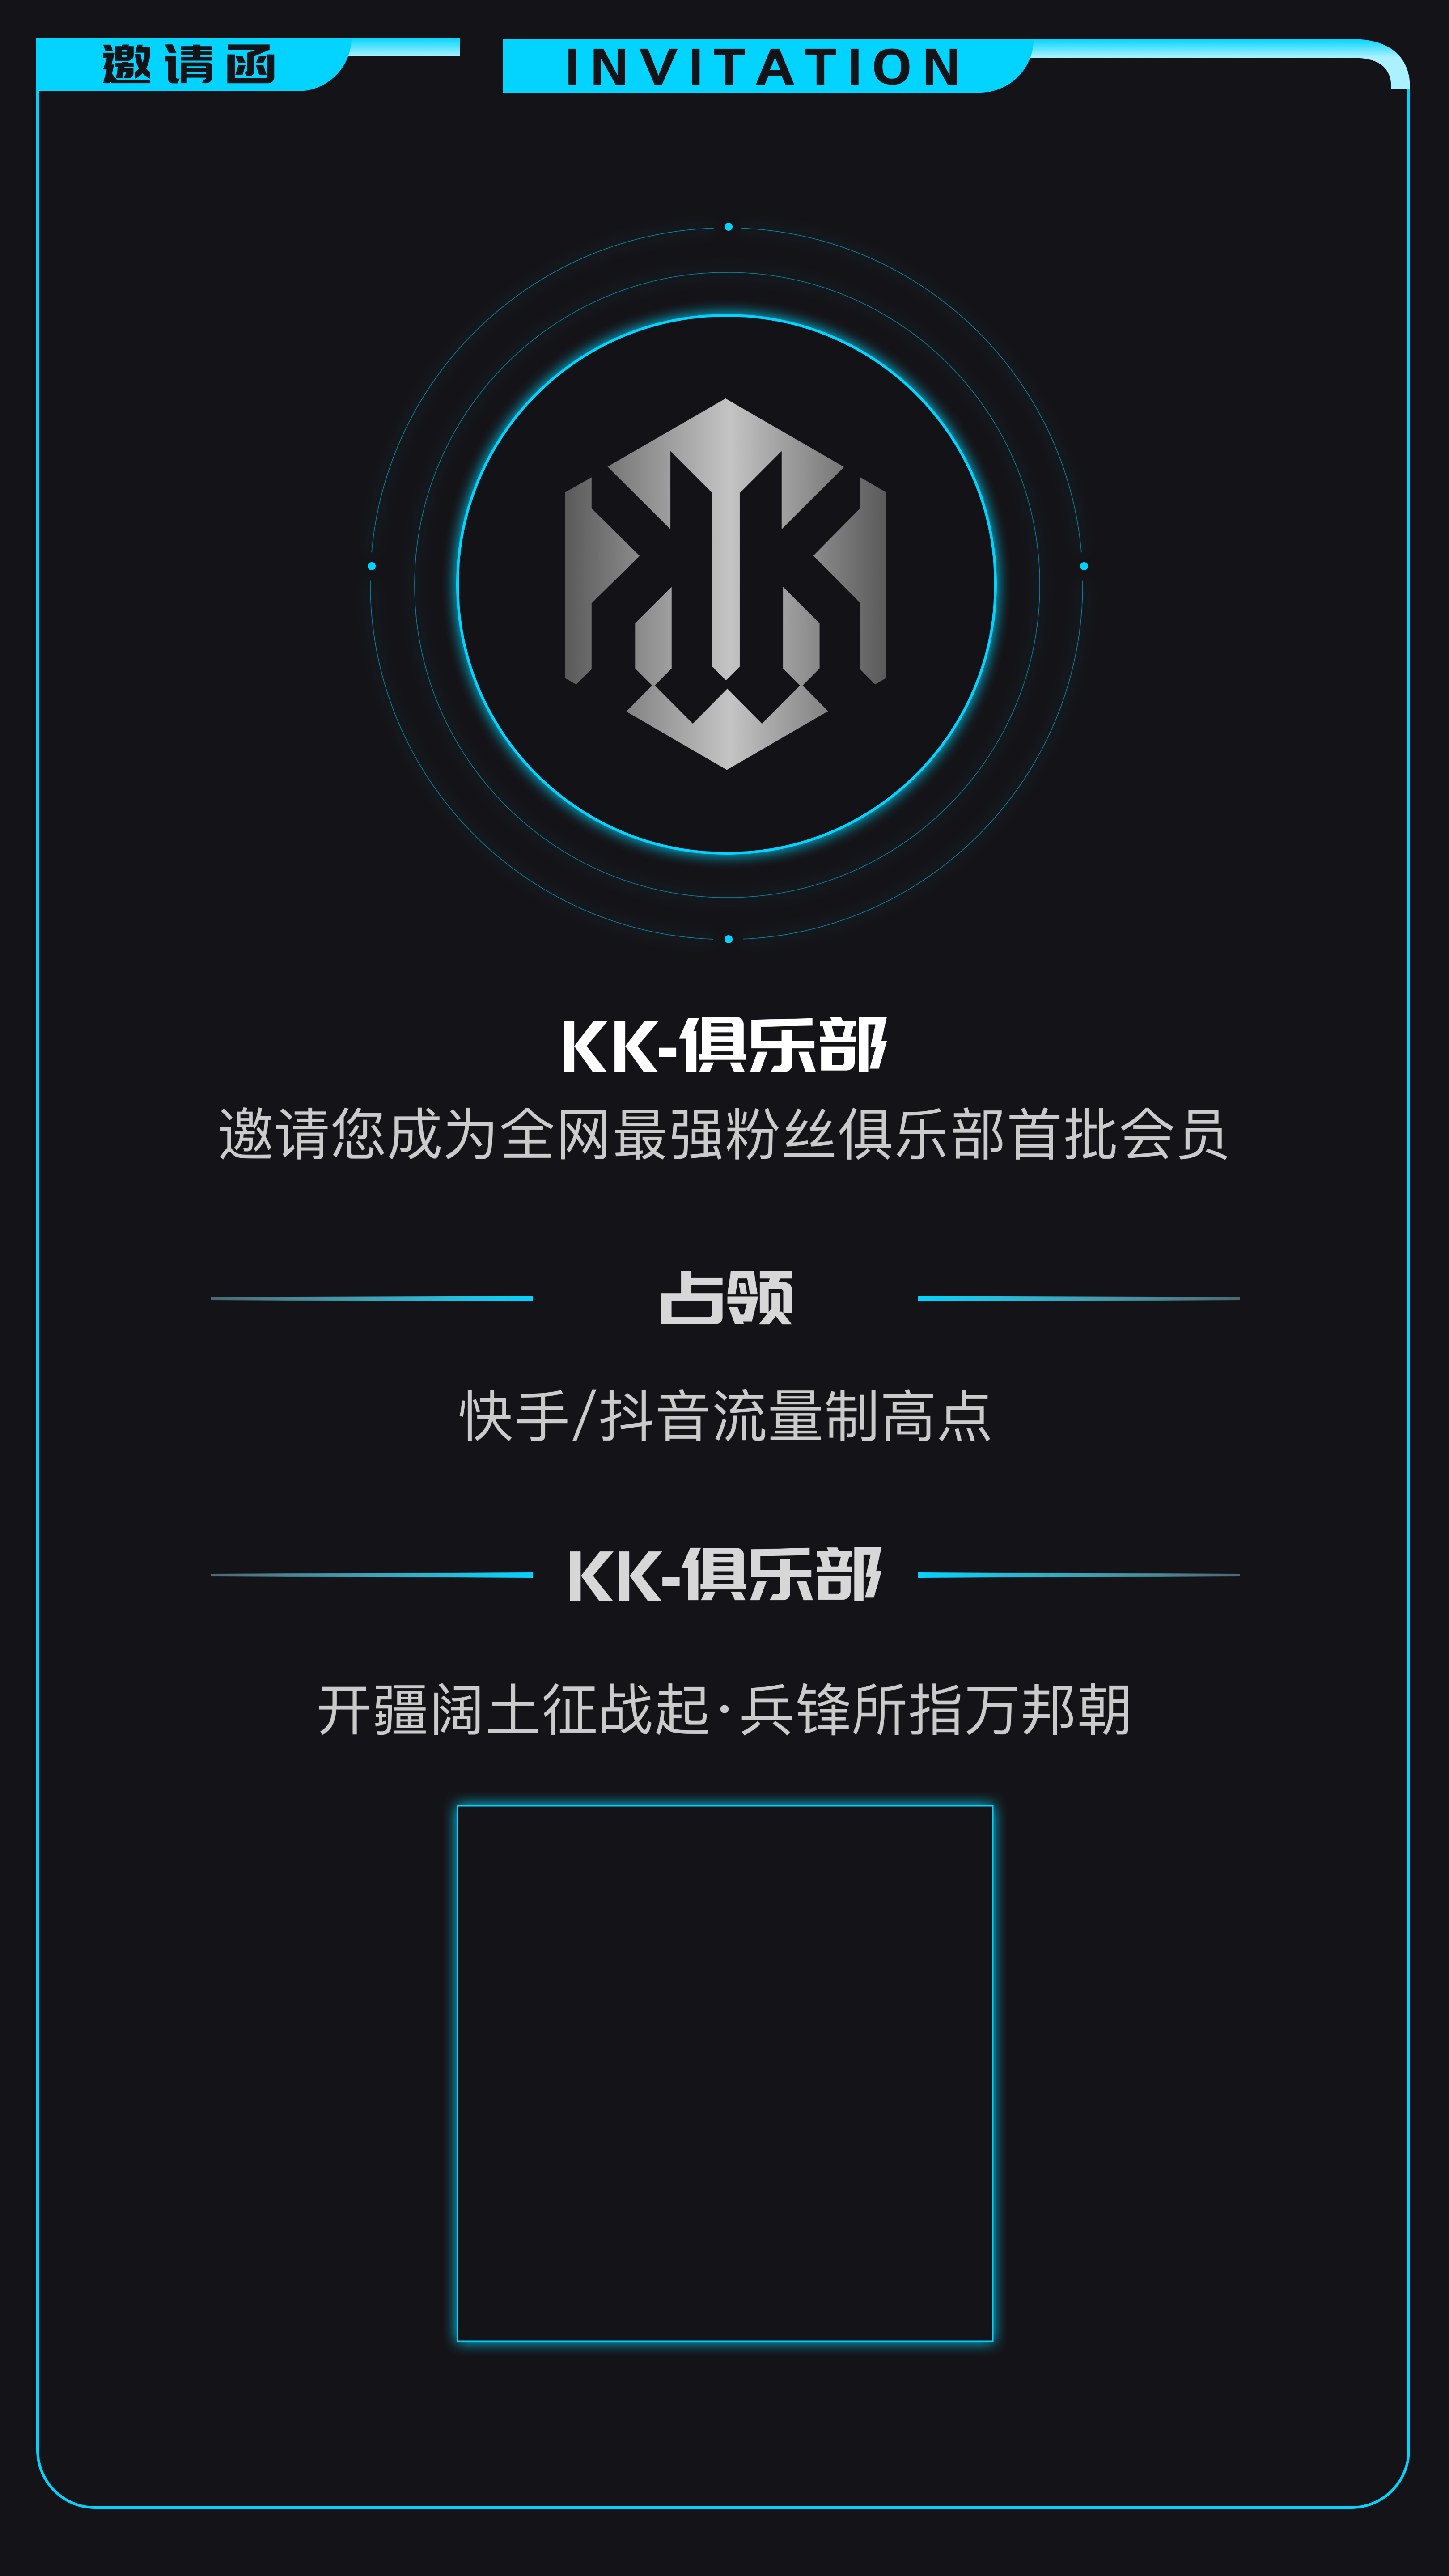 邀请函
INVITATION
KK-俱乐部
邀请您成为全网最强粉丝俱乐部首批会员
占领
快手/抖音流量制高点
KK-俱乐部
开疆阔土征战起·兵锋所指万邦朝